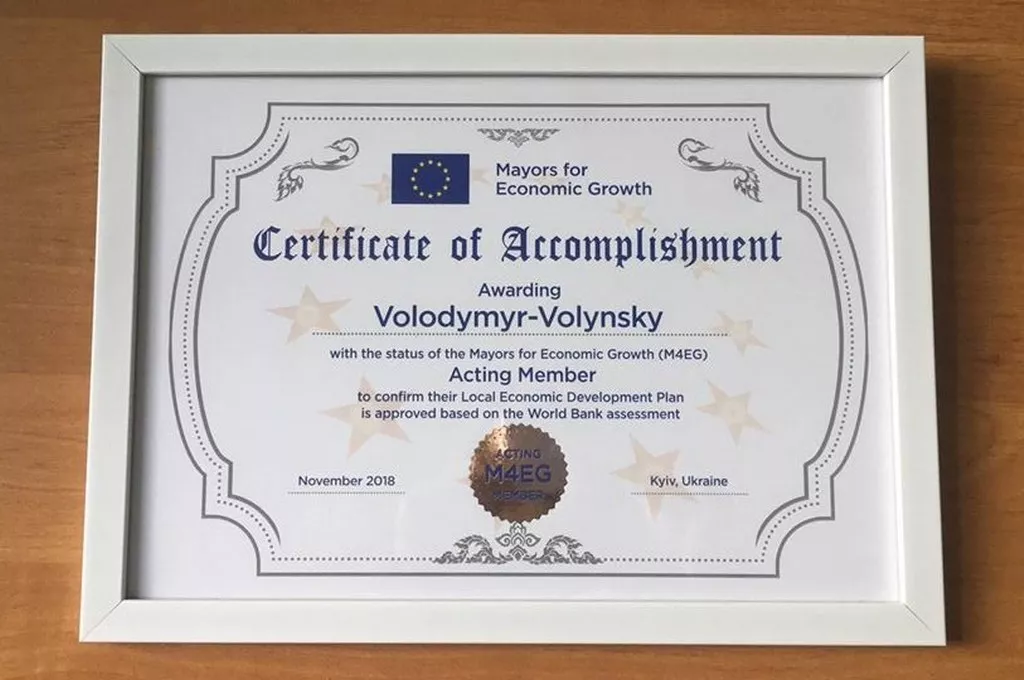 Mayors for
Economic Growth
Certificate of Accomplishment
Awarding
Volodymyr-Volynsky
with the status of the Mayors for Economic Growth (M4EG)
Acting Member
to confirm their Local Economic Development Plan
is approved based on the World Bank assessment
ACTING
M4EG
MEMBER
November 2018
Kyiv, Ukraine